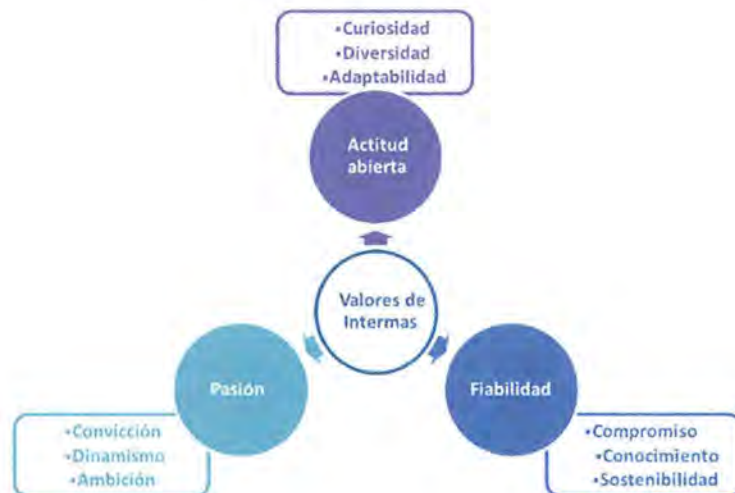 •Curiosidad
•Diversidad
•Adaptabilidad
Actitud
abierta
Valores de
Intermas
Pasión
Fiabilidad
•Convicción
•Dinamismo
•Ambición
•Compromiso
•Conocimiento
•Sostenibilidad